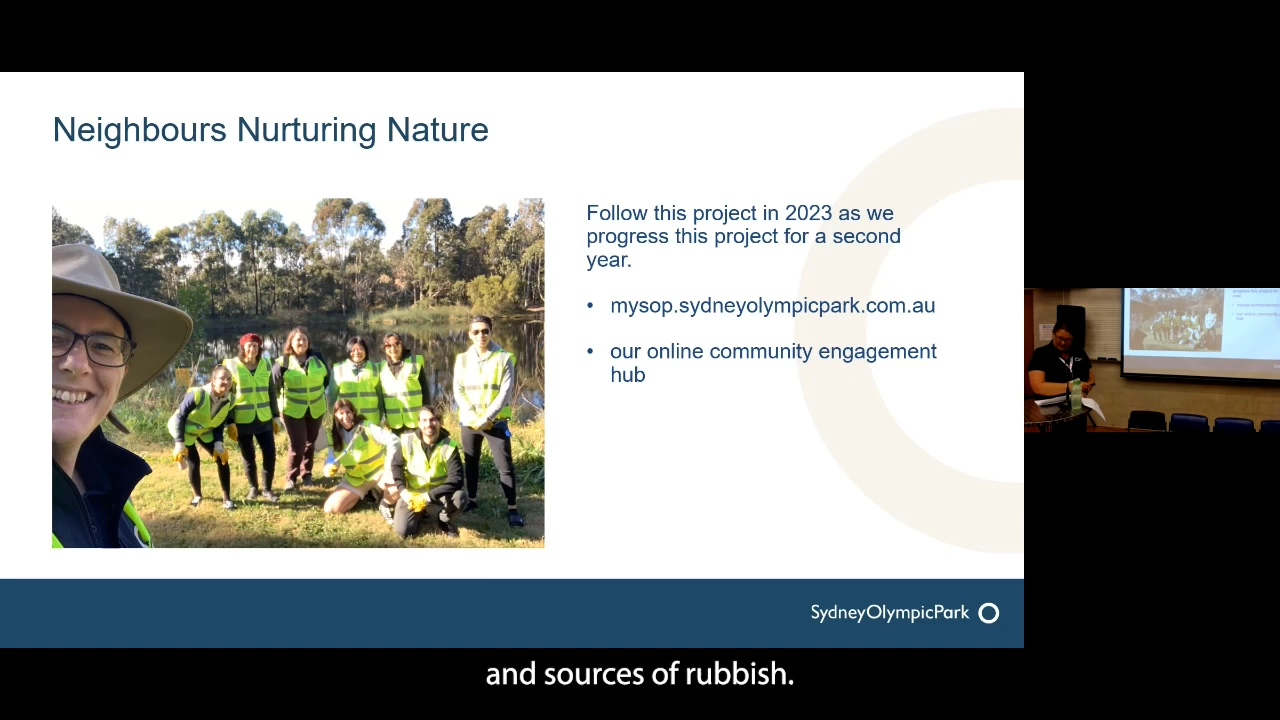 Neighbours Nurturing Nature
Follow this project in 2023 as we
progress this project for a second
year.
• mysop.sydneyolympicpark.com.au
• our online community engagement
hub
SydneyOlympicPark
and sources of rubbish.